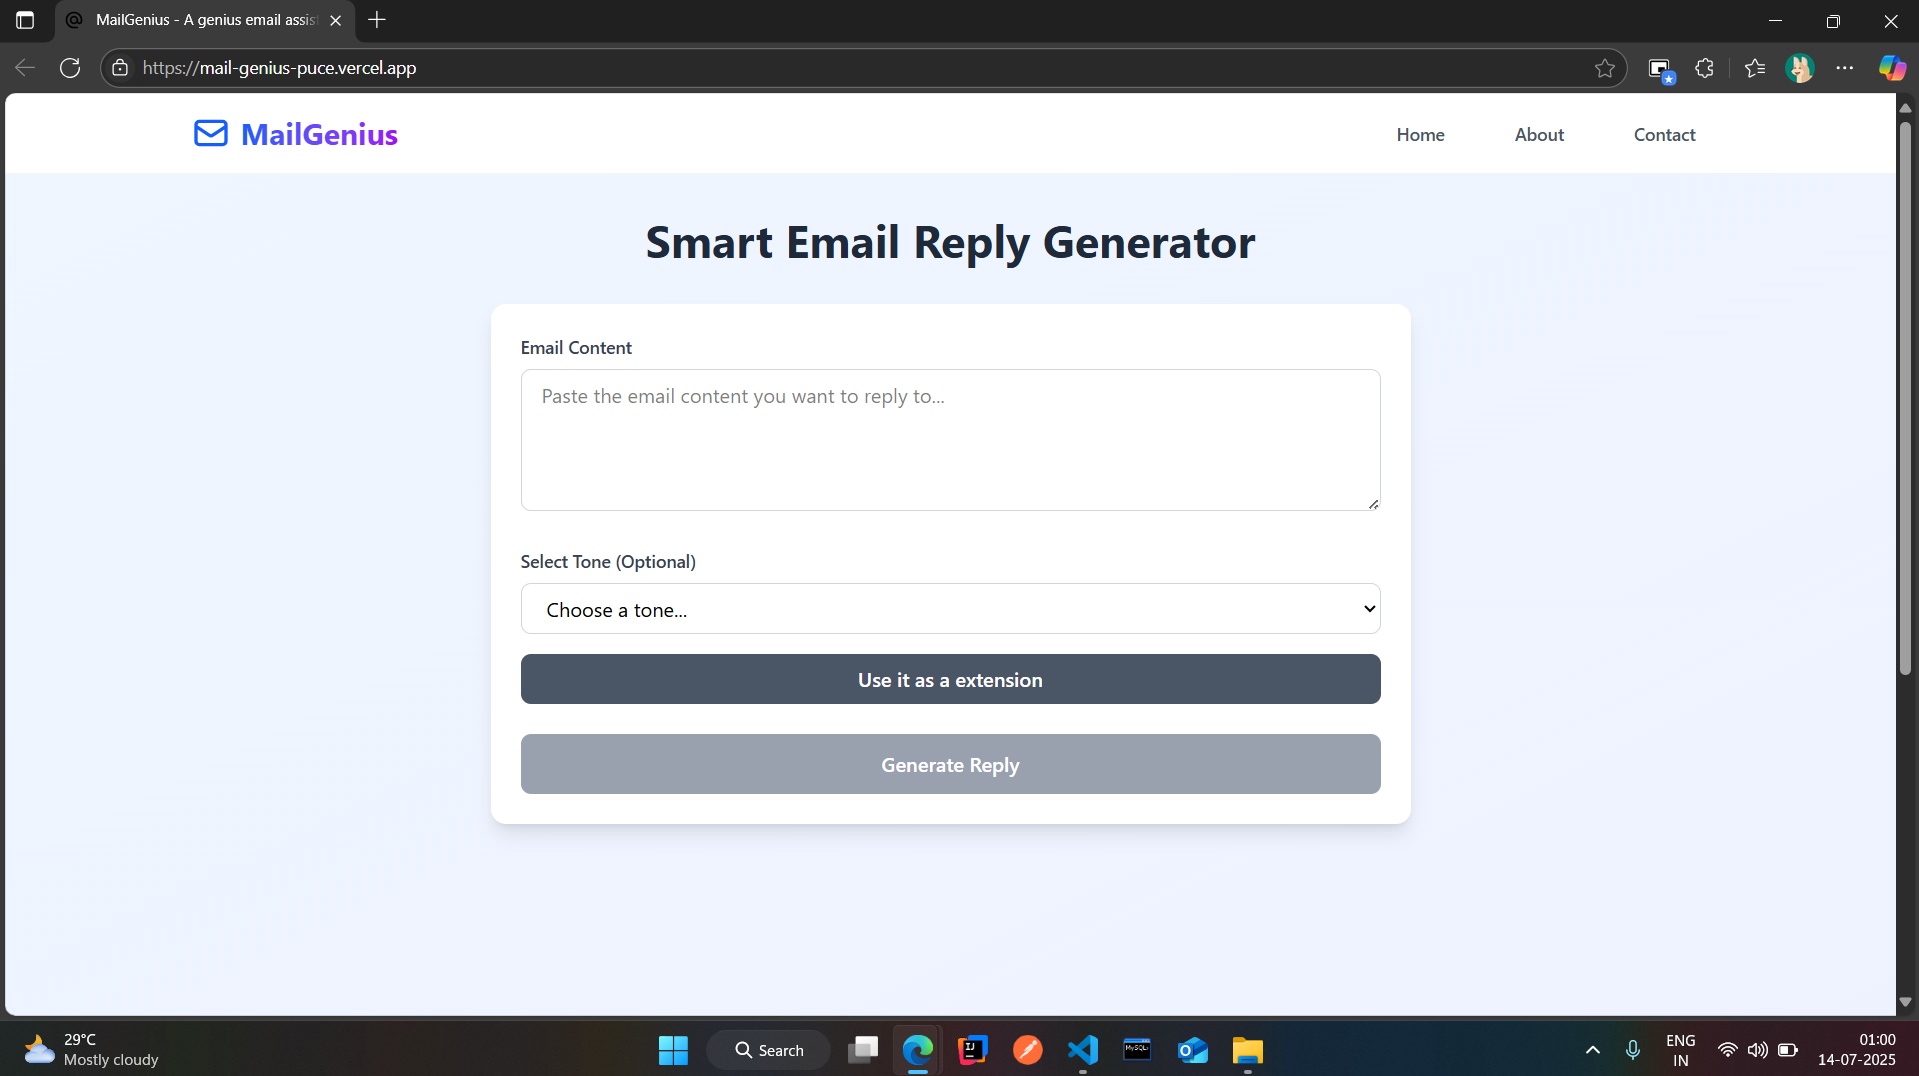 MailGenius - A genius email assis
https://mail-genius-puce.vercel.app
MailGenius
Home
About
Contact
Smart Email Reply Generator
Email Content
Paste the email content you want to reply to...
Select Tone (Optional)
Choose a tone...
Use it as a extension
Generate Reply
29°C
Mostly cloudy
Search
IJ
MySQL
ENG
IN
01:00
14-07-2025